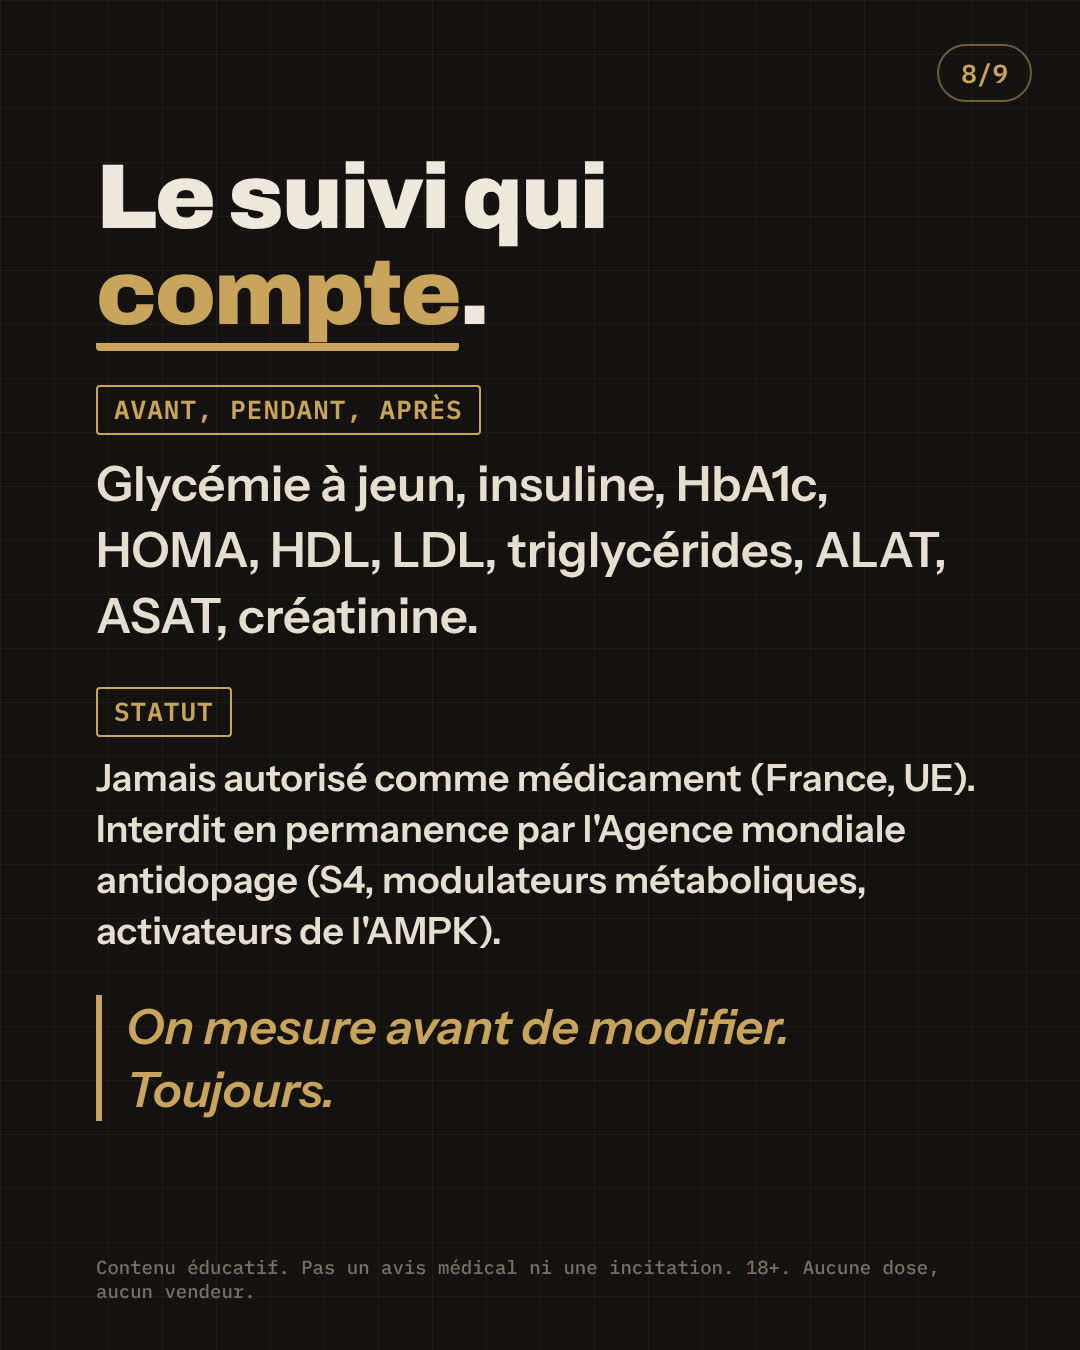 8/9
Le suivi qui
compte.
AVANT, PENDANT, APRÈS
Glycémie à jeun, insuline, HbA1c,
HOMA, HDL, LDL, triglycérides, ALAT,
ASAT, créatinine.
STATUT
Jamais autorisé comme médicament (France, UE).
Interdit en permanence par l'Agence mondiale
antidopage (S4, modulateurs métaboliques,
activateurs de l'AMPK).
On mesure avant de modifier.
Toujours.
Contenu éducatif. Pas un avis médical ni une incitation. 18+. Aucune dose,
aucun vendeur.